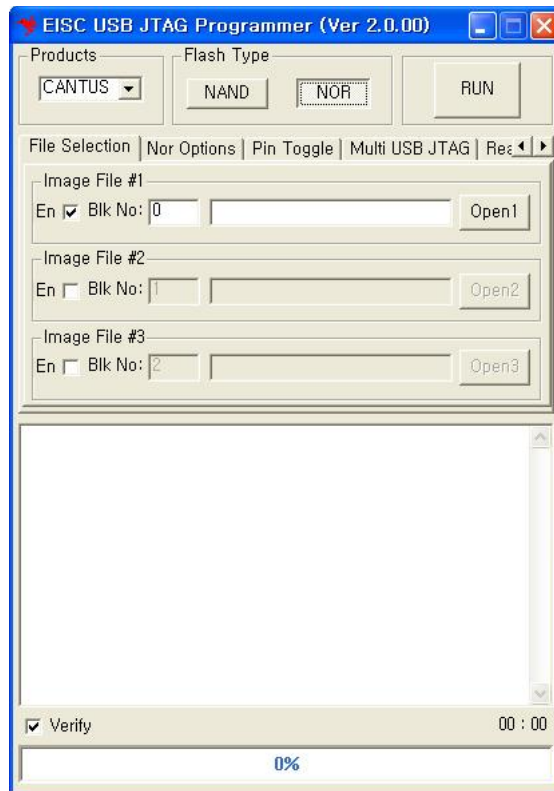 EISC USB JTAG Programmer (Ver 2.0.00)
Products
Flash Type
CANTUS
NAND
NOR
RUN
File Selection
Nor Options
Pin Toggle
Multi USB JTAG
Image File #1
En
Blk No:
0
Open1
Image File #2
En
Blk No:
1
Open2
Image File #3
En
Blk No:
2
Open3
Verify
00 : 00
0%